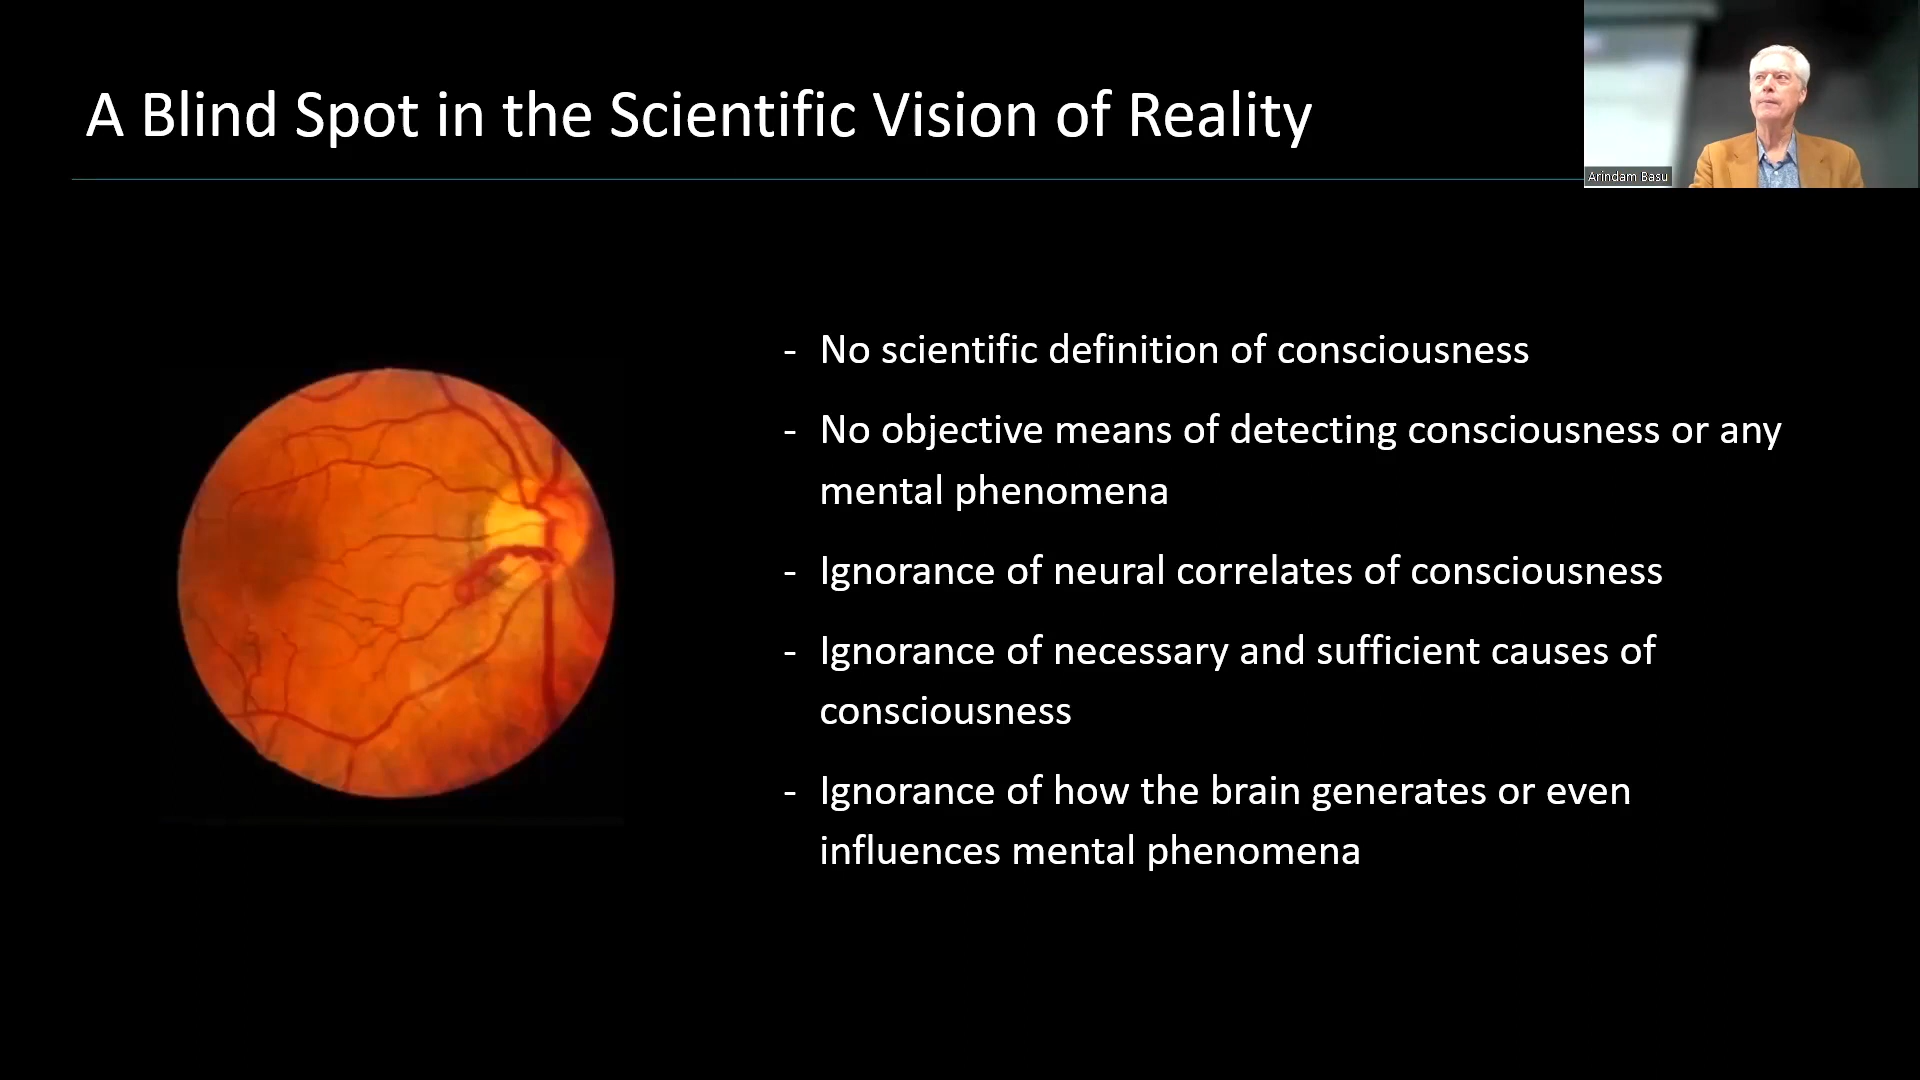 A Blind Spot in the Scientific Vision of Reality
Arindam Basu
- No scientific definition of consciousness
- No objective means of detecting consciousness or any
mental phenomena
- Ignorance of neural correlates of consciousness
- Ignorance of necessary and sufficient causes of
consciousness
- Ignorance of how the brain generates or even
influences mental phenomena